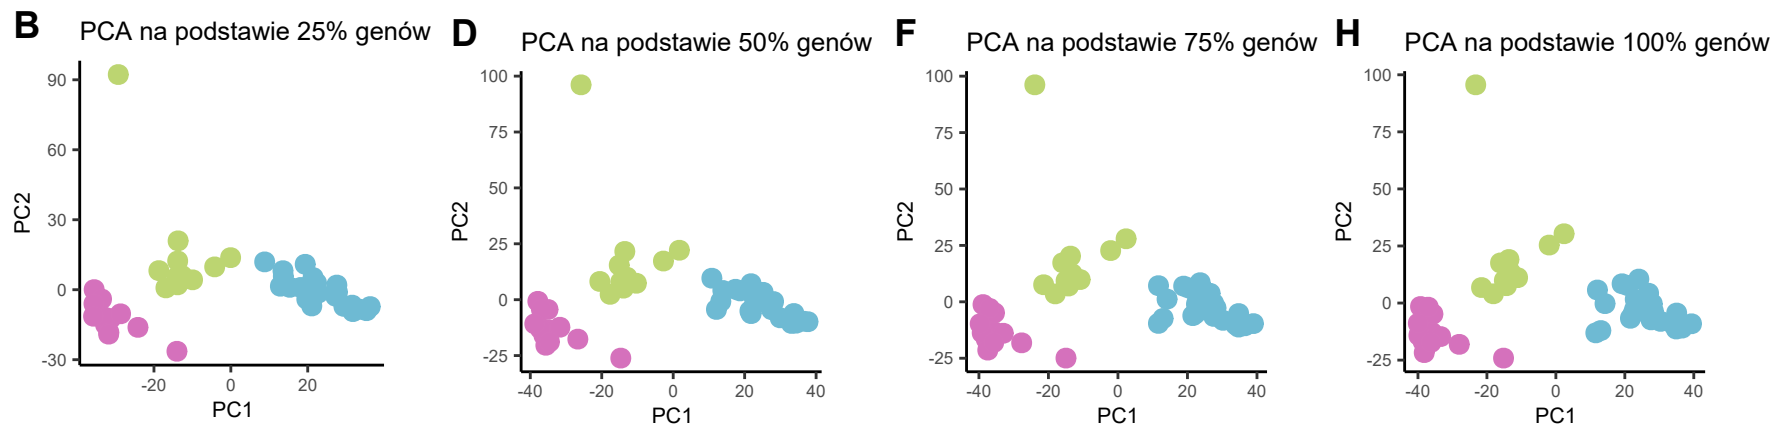 B PCA na podstawie 25% genów
90
60
30
0
-30
PC2
-20 0 20
PC1
D PCA na podstawie 50% genów
100
75
50
25
0
-25
PC2
-40 -20 0 20 40
PC1
F PCA na podstawie 75% genów
100
75
50
25
0
-25
PC2
-40 -20 0 20 40
PC1
H PCA na podstawie 100% genów
100
75
50
25
0
-25
PC2
-40 -20 0 20 40
PC1